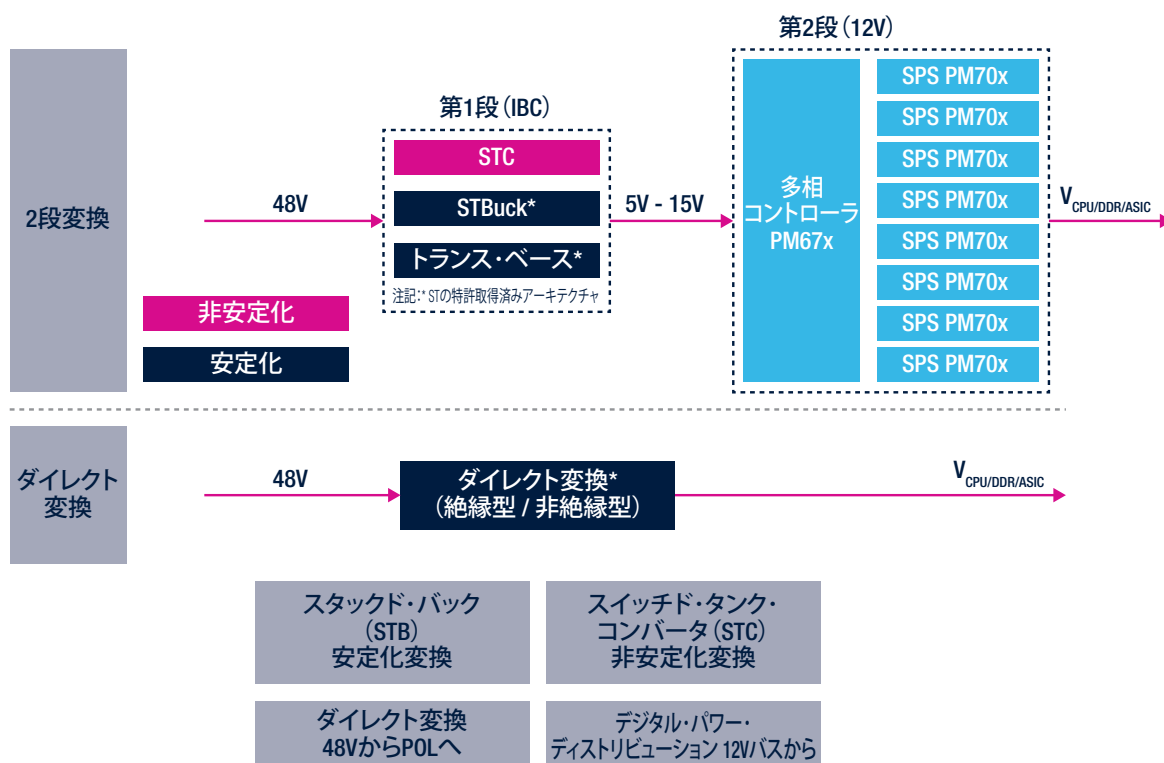 第2段（12V）
第1段（IBC）
2段変換
48V
STC
STBuck*
トランス・ベース*
注記：* STの特許取得済みアーキテクチャ
非安定化
安定化
5V - 15V
多相
コントローラ
PM67x
SPS PM70x
SPS PM70x
SPS PM70x
SPS PM70x
SPS PM70x
SPS PM70x
SPS PM70x
SPS PM70x
VCPU/DDR/ASIC
ダイレクト
変換
48V
ダイレクト変換*
（絶縁型 / 非絶縁型）
VCPU/DDR/ASIC
スタックド・バック
（STB）
安定化変換
スイッチド・タンク・
コンバータ（STC）
非安定化変換
ダイレクト変換
48VからPOLへ
デジタル・パワー・
ディストリビューション 12Vバスから